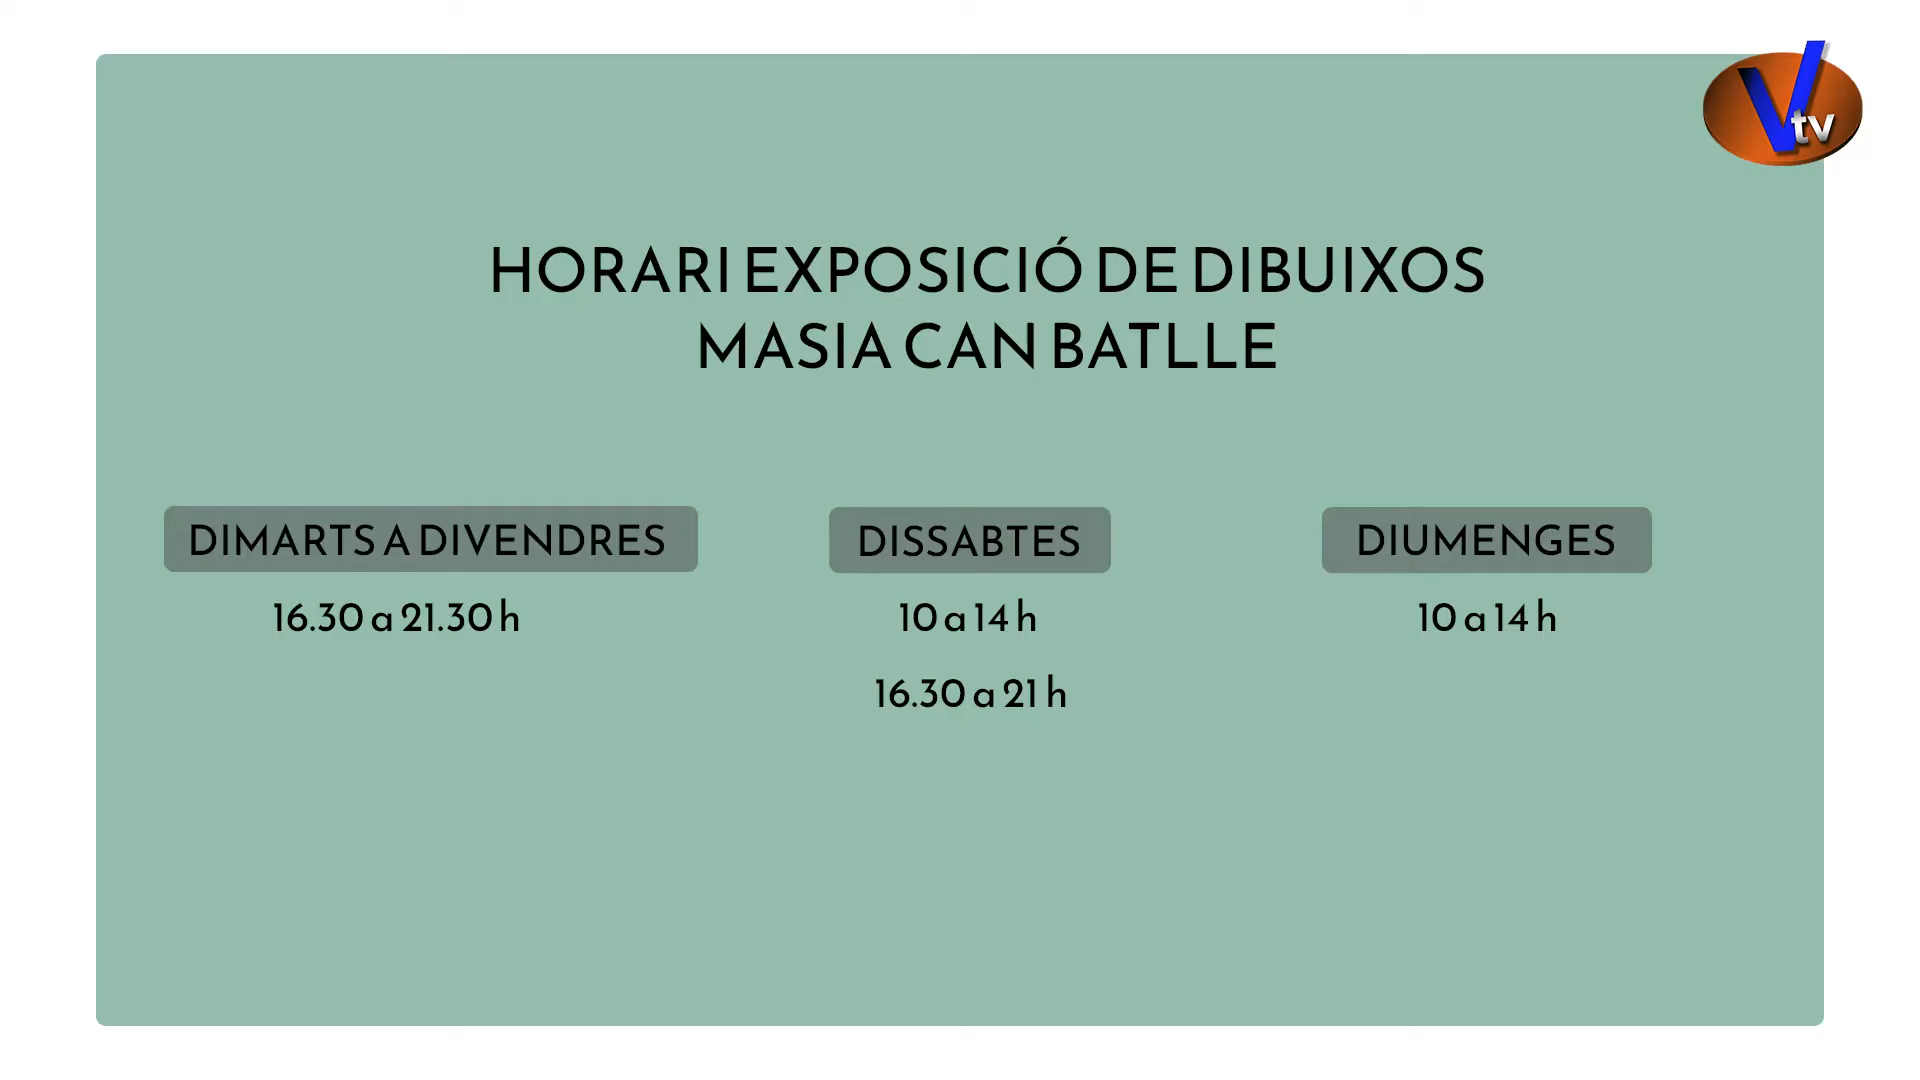 Vtv
HORARI EXPOSICIÓ DE DIBUIXOS
MASIA CAN BATLLE
DIMARTS A DIVENDRES
16.30 a 21.30 h
DISSABTES
10 a 14 h
16.30 a 21 h
DIUMENGES
10 a 14 h